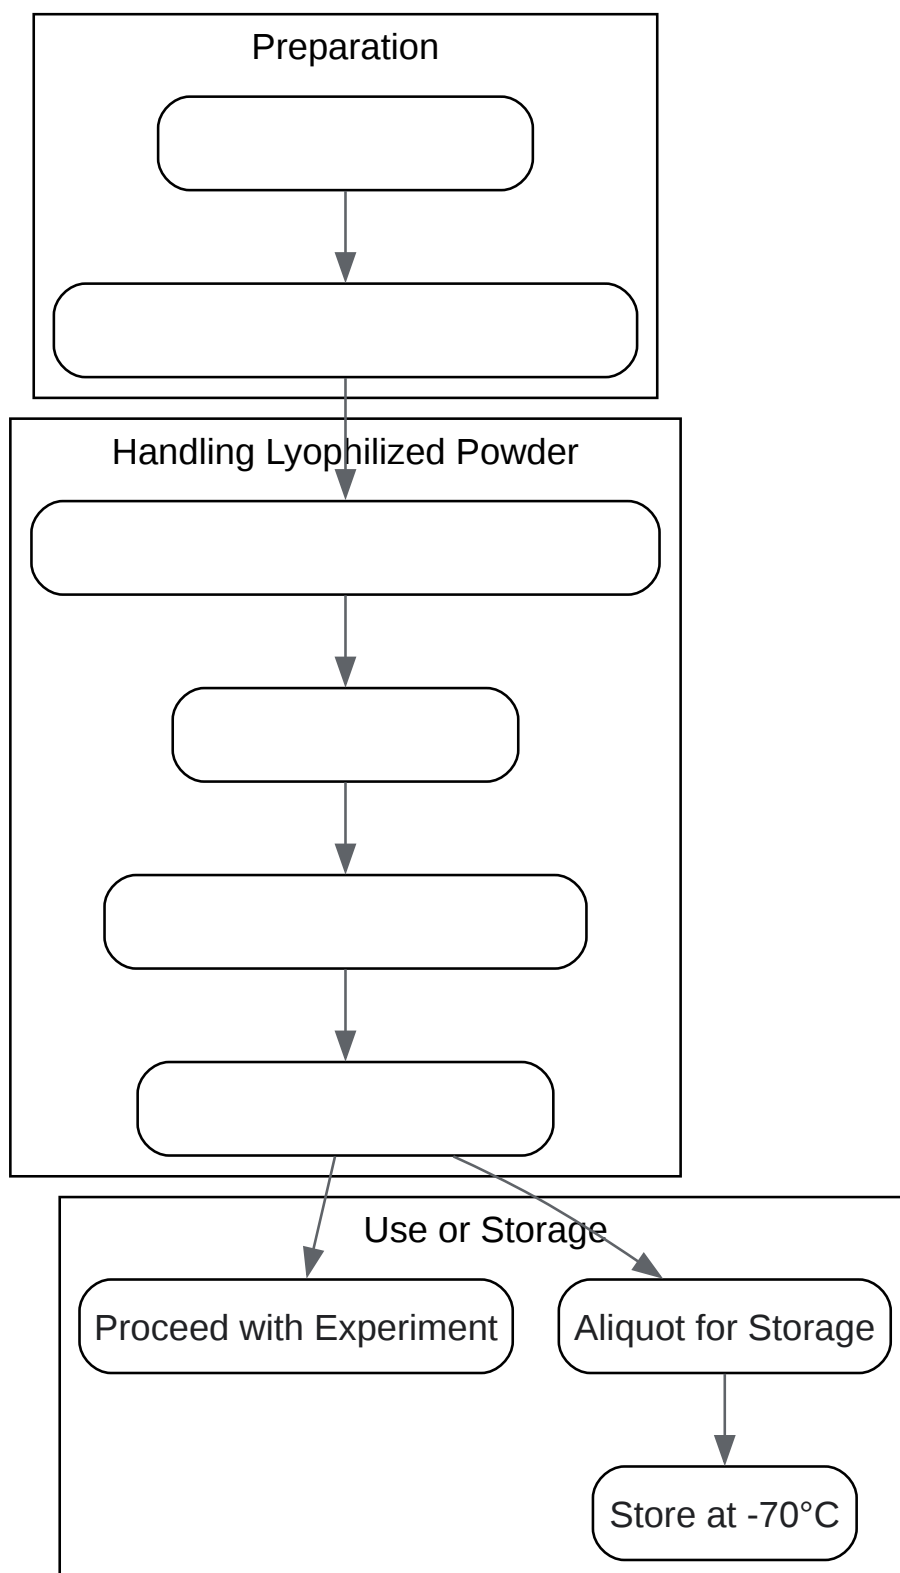 Preparation
Handling Lyophilized Powder
Use or Storage
Proceed with Experiment
Aliquot for Storage
Store at -70°C